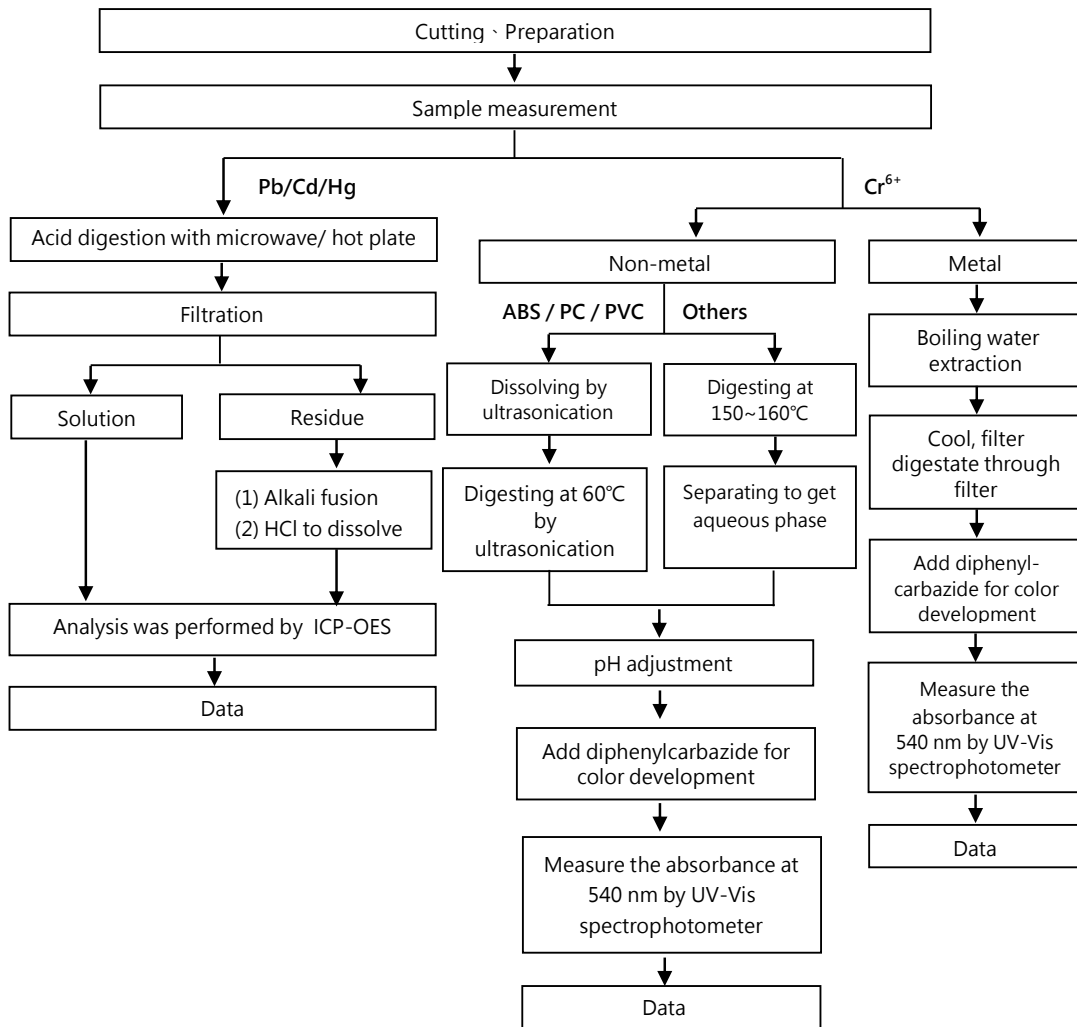 Cutting、Preparation
Sample measurement
Pb/Cd/Hg
Cr⁶⁺
Acid digestion with microwave/ hot plate
Filtration
Solution
Residue
(1) Alkali fusion
(2) HCl to dissolve
Analysis was performed by ICP-OES
Data
Non-metal
ABS / PC / PVC
Others
Dissolving by
ultrasonication
Digesting at
150~160℃
Digesting at 60℃
by
ultrasonication
Separating to get
aqueous phase
pH adjustment
Add diphenylcarbazide for
color development
Measure the absorbance at
540 nm by UV-Vis
spectrophotometer
Data
Metal
Boiling water
extraction
Cool, filter
digestate through
filter
Add diphenyl-
carbazide for color
development
Measure the
absorbance at
540 nm by UV-Vis
spectrophotometer
Data